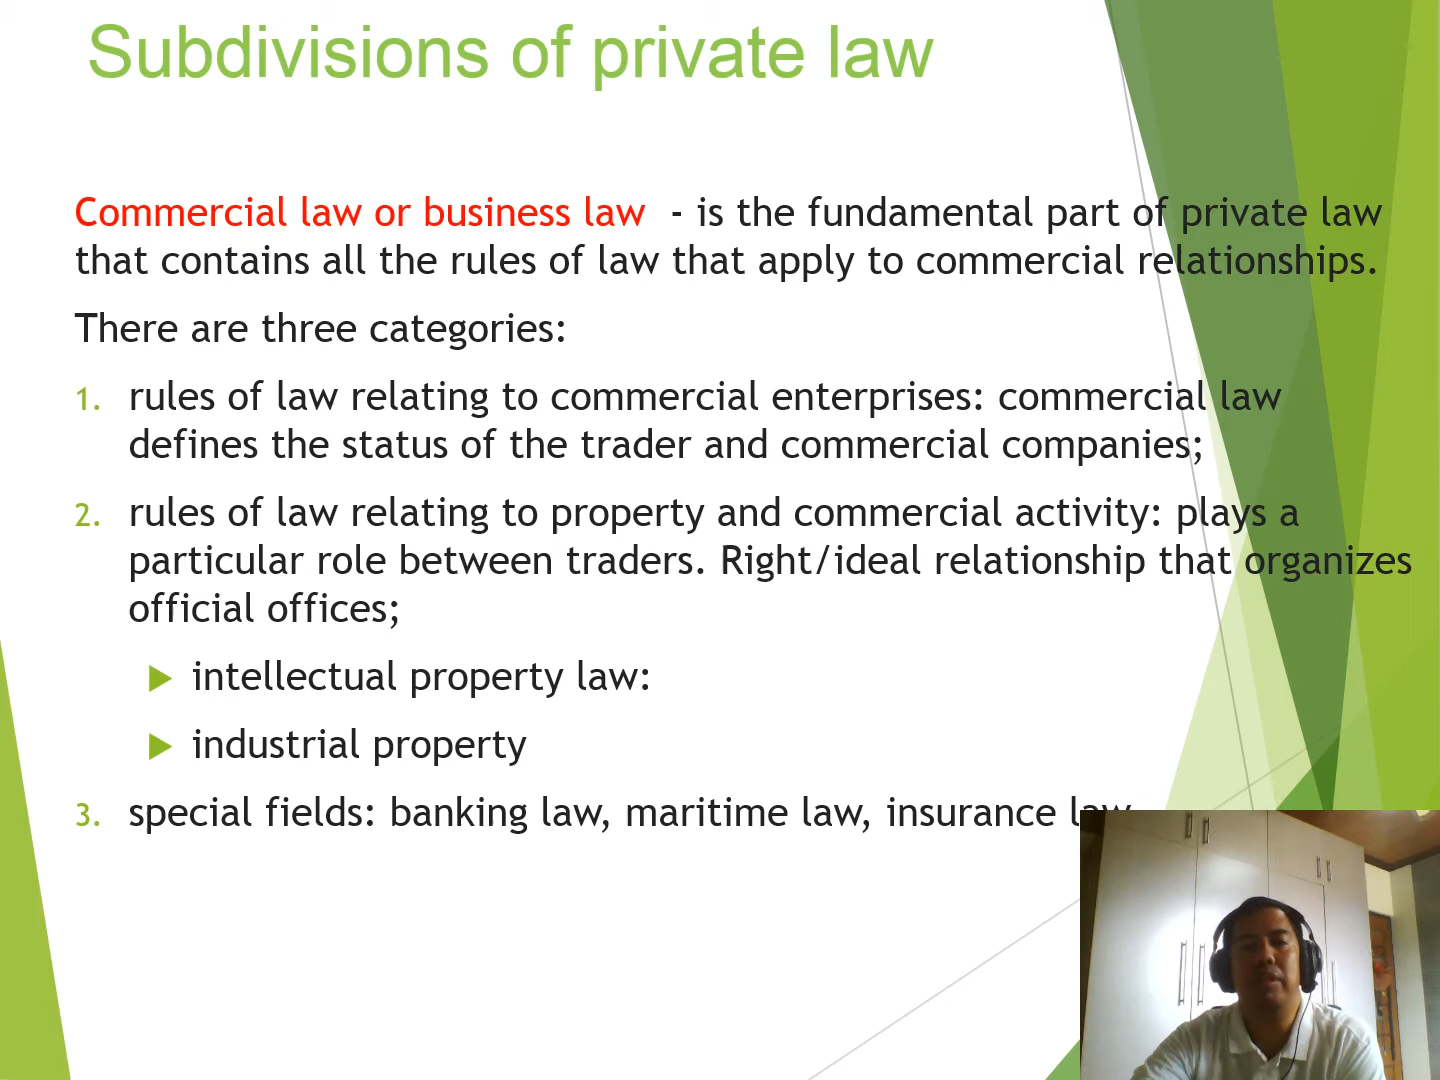 Subdivisions of private law
Commercial law or business law - is the fundamental part of private law
that contains all the rules of law that apply to commercial relationships.
There are three categories:
1. rules of law relating to commercial enterprises: commercial law
defines the status of the trader and commercial companies;
2. rules of law relating to property and commercial activity: plays a
particular role between traders. Right/ideal relationship that organizes
official offices;
intellectual property law:
industrial property
3. special fields: banking law, maritime law, insurance law